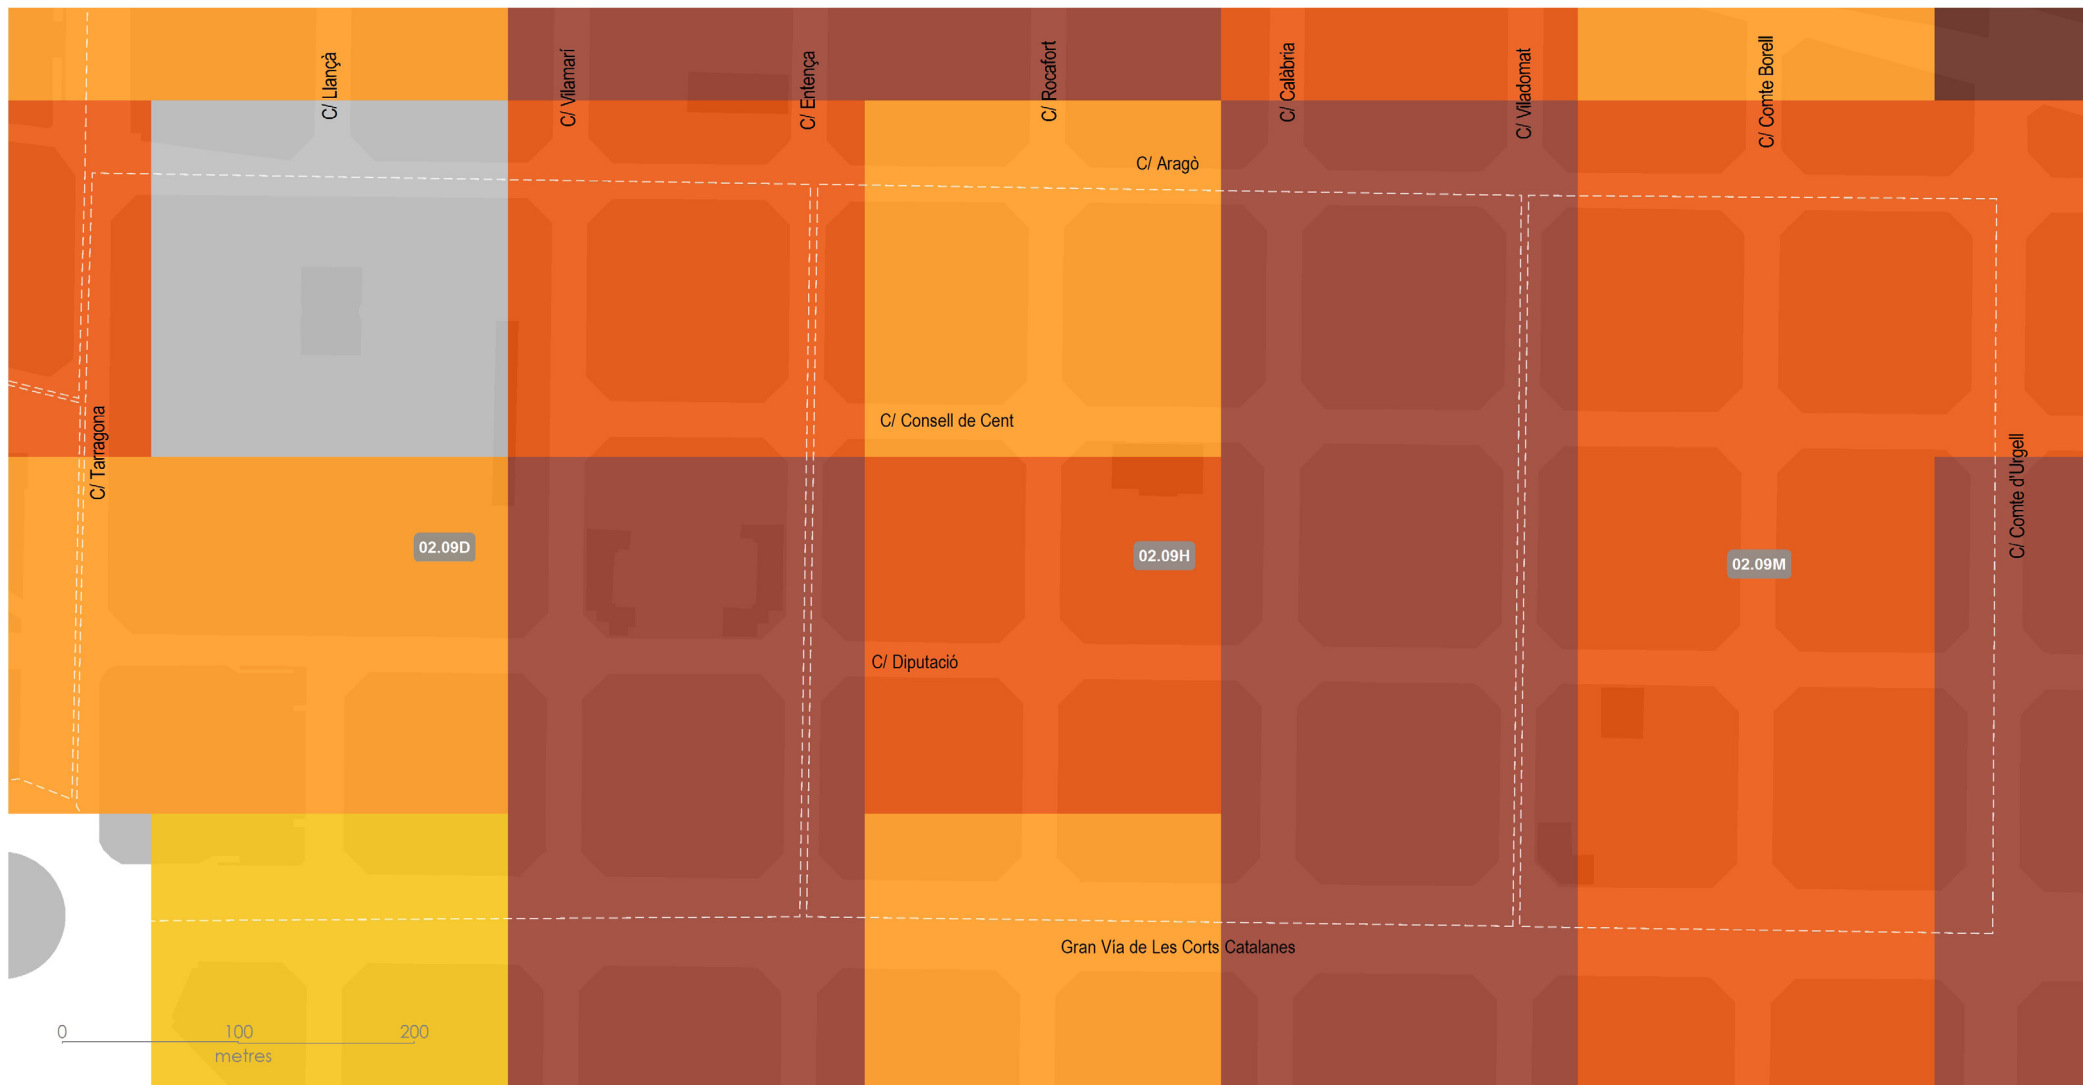 C/ Llançà
C/ Vilamarí
C/ Entença
C/ Rocafort
C/ Calàbria
C/ Viladomat
C/ Comte Borell
C/ Aragò
C/ Consell de Cent
C/ Tarragona
C/ Comte d'Urgell
02.09D
02.09H
02.09M
C/ Diputació
Gran Vía de Les Corts Catalanes
0 100 200
metres